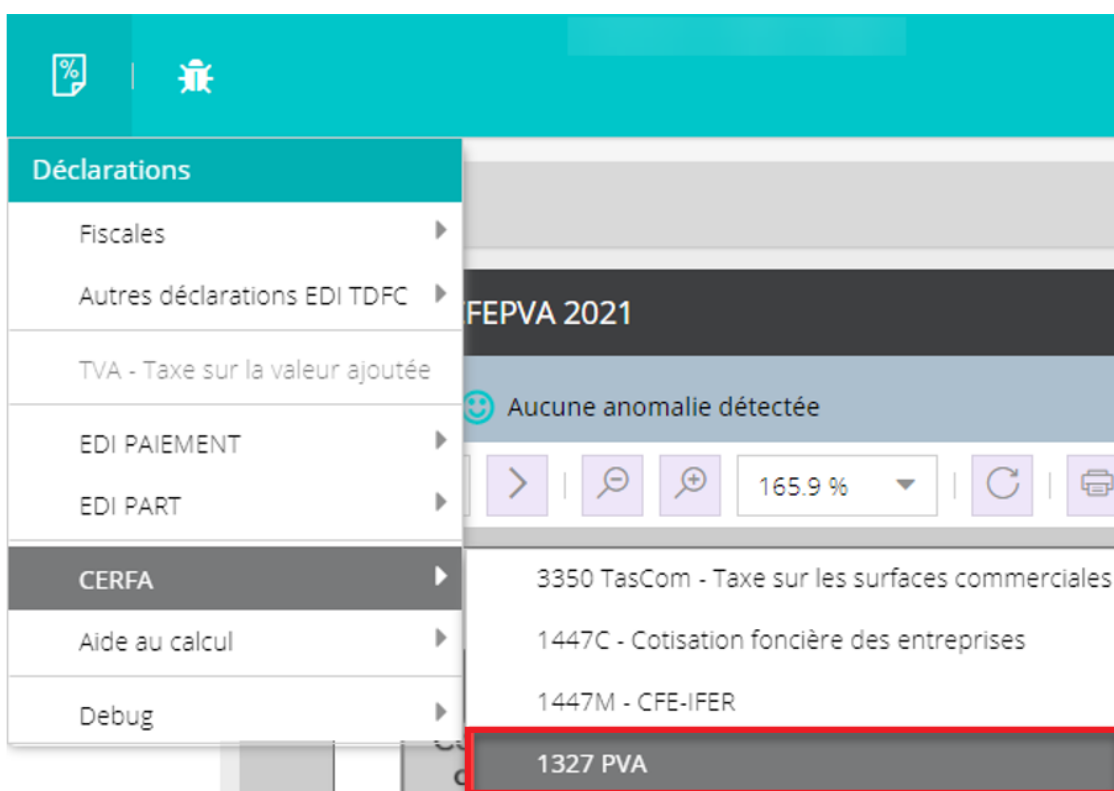 Déclarations
Fiscales
Autres déclarations EDI TDFC
TVA - Taxe sur la valeur ajoutée
EDI PAIEMENT
EDI PART
CERFA
Aide au calcul
Debug
FEPVA 2021
Aucune anomalie détectée
165.9 %
3350 TasCom - Taxe sur les surfaces commerciales
1447C - Cotisation foncière des entreprises
1447M - CFE-IFER
1327 PVA